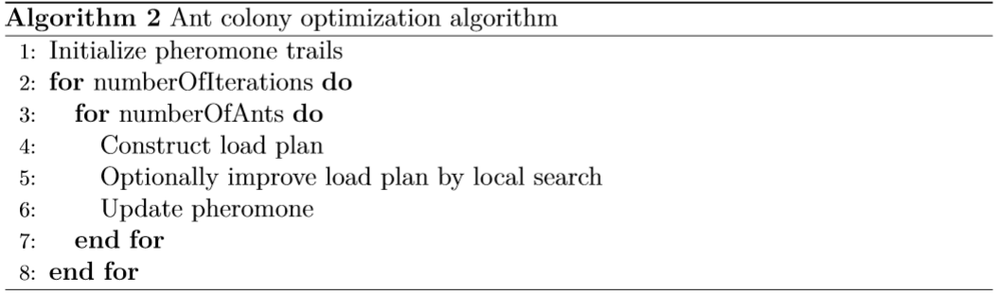 Algorithm 2 Ant colony optimization algorithm
1: Initialize pheromone trails
2: for numberOfIterations do
3: for numberOfAnts do
4: Construct load plan
5: Optionally improve load plan by local search
6: Update pheromone
7: end for
8: end for